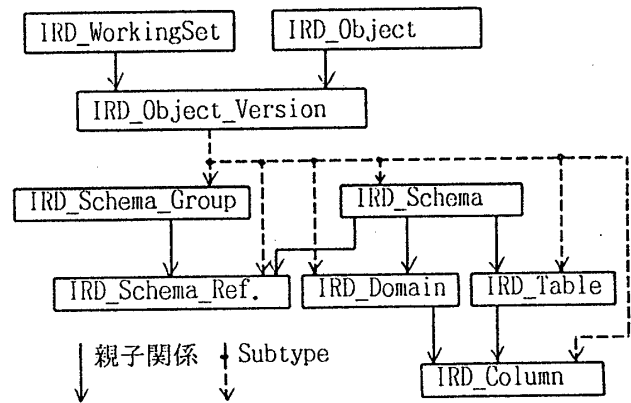 IRD_WorkingSet
IRD_Object
IRD_Object_Version
IRD_Schema_Group
IRD_Schema
IRD_Schema_Ref.
IRD_Domain
IRD_Table
親子関係
Subtype
IRD_Column